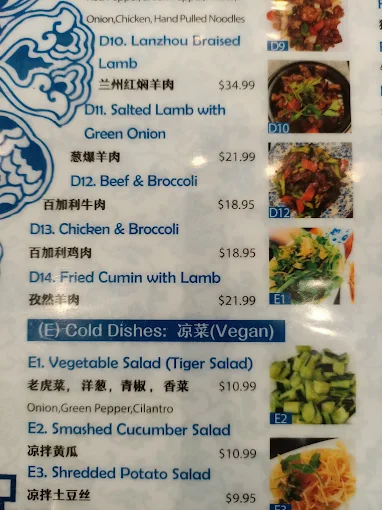 Onion,Chicken, Hand Pulled Noodles
D10. Lanzhou Braised
Lamb
兰州红焖羊肉 $34.99
D11. Salted Lamb with
Green Onion
葱爆羊肉 $21.99
D12. Beef & Broccoli
百加利牛肉 $18.95
D13. Chicken & Broccoli
百加利鸡肉 $18.95
D14. Fried Cumin with Lamb
孜然羊肉 $21.99
(E) Cold Dishes: 凉菜(Vegan)
E1. Vegetable Salad (Tiger Salad)
老虎菜，洋葱，青椒，香菜 $10.99
Onion,Green Pepper,Cilantro
E2. Smashed Cucumber Salad
凉拌黄瓜 $10.99
E3. Shredded Potato Salad
凉拌土豆丝 $9.95
D9
D10
D12
E1
E2
E3